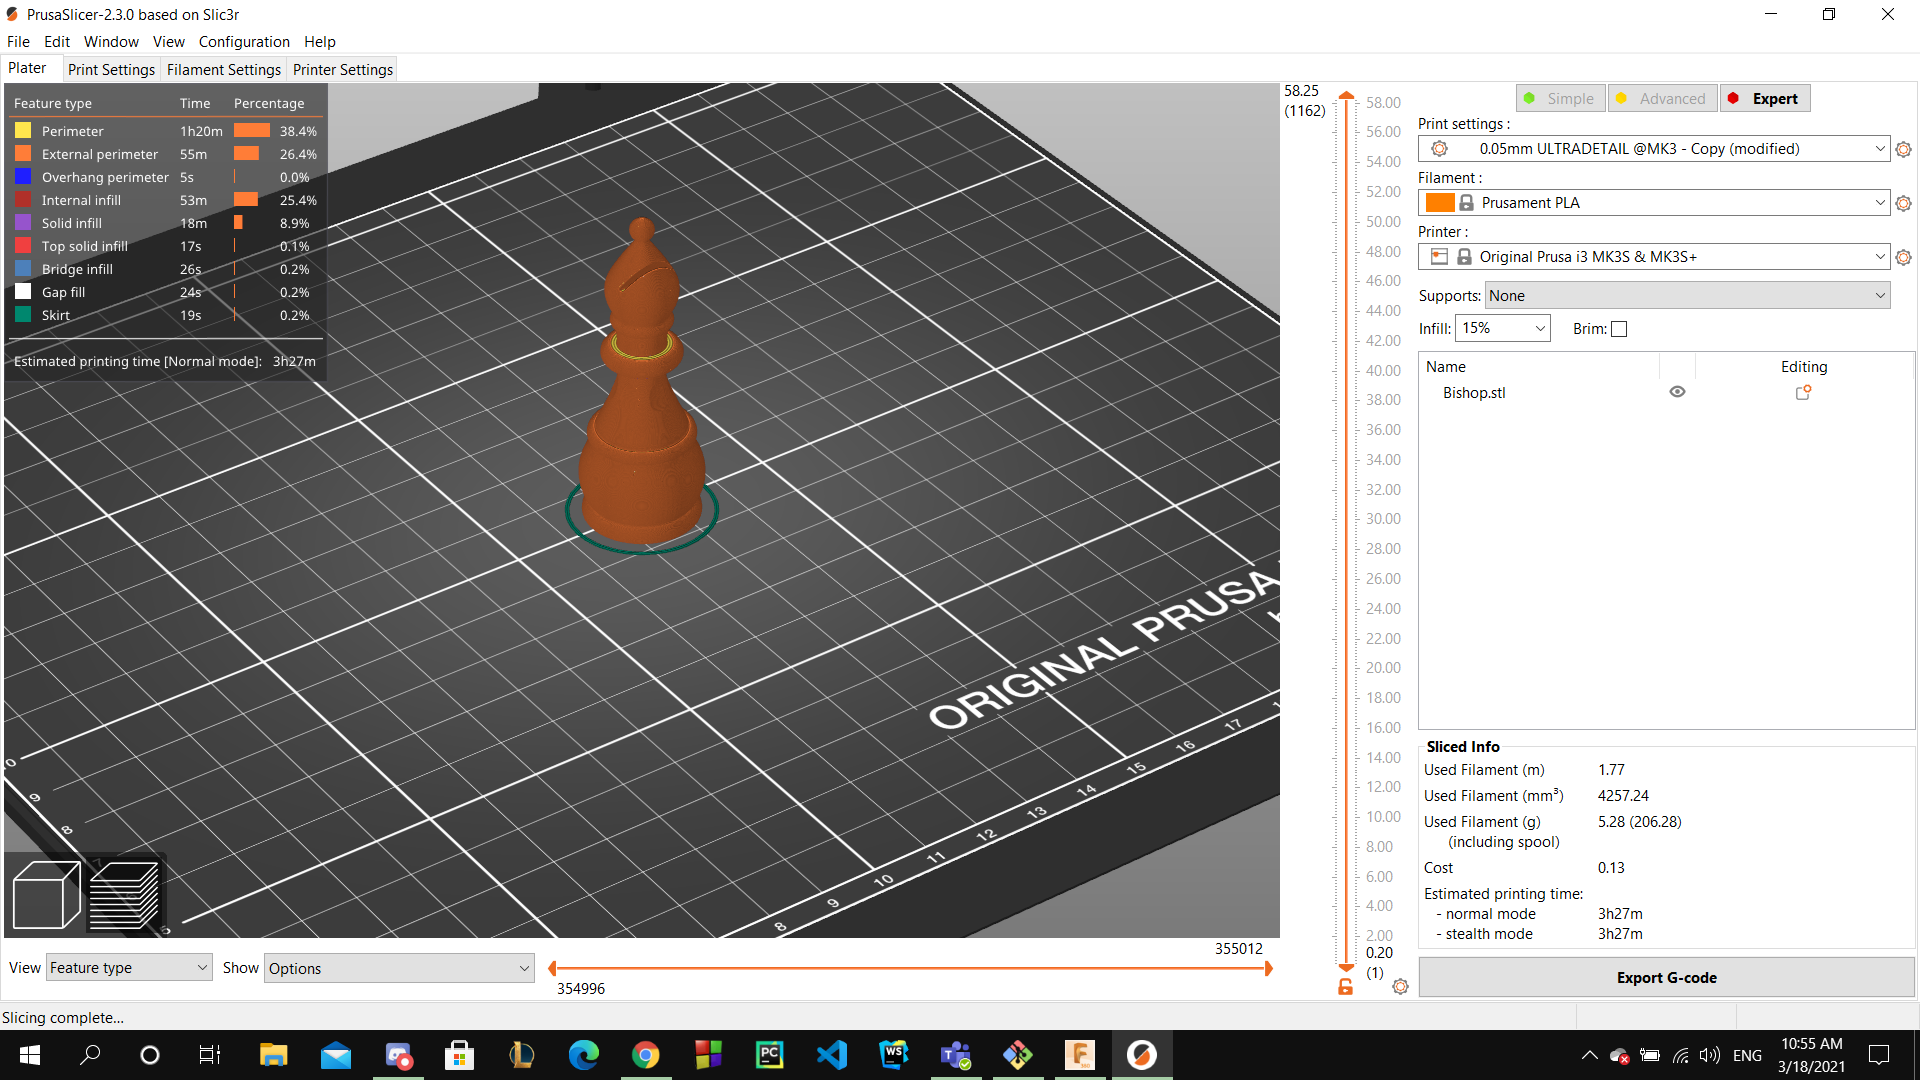 PrusaSlicer-2.3.0 based on Slic3r
File Edit Window View Configuration Help
Plater Print Settings Filament Settings Printer Settings
Feature type Time Percentage
Perimeter 1h20m 38.4%
External perimeter 55m 26.4%
Overhang perimeter 5s 0.0%
Internal infill 53m 25.4%
Solid infill 18m 8.9%
Top solid infill 17s 0.1%
Bridge infill 26s 0.2%
Gap fill 24s 0.2%
Skirt 19s 0.2%
Estimated printing time [Normal mode]: 3h27m
ORIGINAL PRUSA
17
16
15
14
13
12
11
10
9
8
9
8
7
5
58.25
(1162)
58.00
56.00
54.00
52.00
50.00
48.00
46.00
44.00
42.00
40.00
38.00
36.00
34.00
32.00
30.00
28.00
26.00
24.00
22.00
20.00
18.00
16.00
14.00
12.00
10.00
8.00
6.00
4.00
2.00
0.20
(1)
Simple Advanced Expert
Print settings :
0.05mm ULTRADETAIL @MK3 - Copy (modified)
Filament :
Prusament PLA
Printer :
Original Prusa i3 MK3S & MK3S+
Supports: None
Infill: 15% Brim:
Name Editing
Bishop.stl
Sliced Info
Used Filament (m) 1.77
Used Filament (mm³) 4257.24
Used Filament (g) 5.28 (206.28)
(including spool)
Cost 0.13
Estimated printing time:
- normal mode 3h27m
- stealth mode 3h27m
Export G-code
View Feature type Show Options
355012
354996
Slicing complete...
PC
WS
F
ENG
10:55 AM
3/18/2021